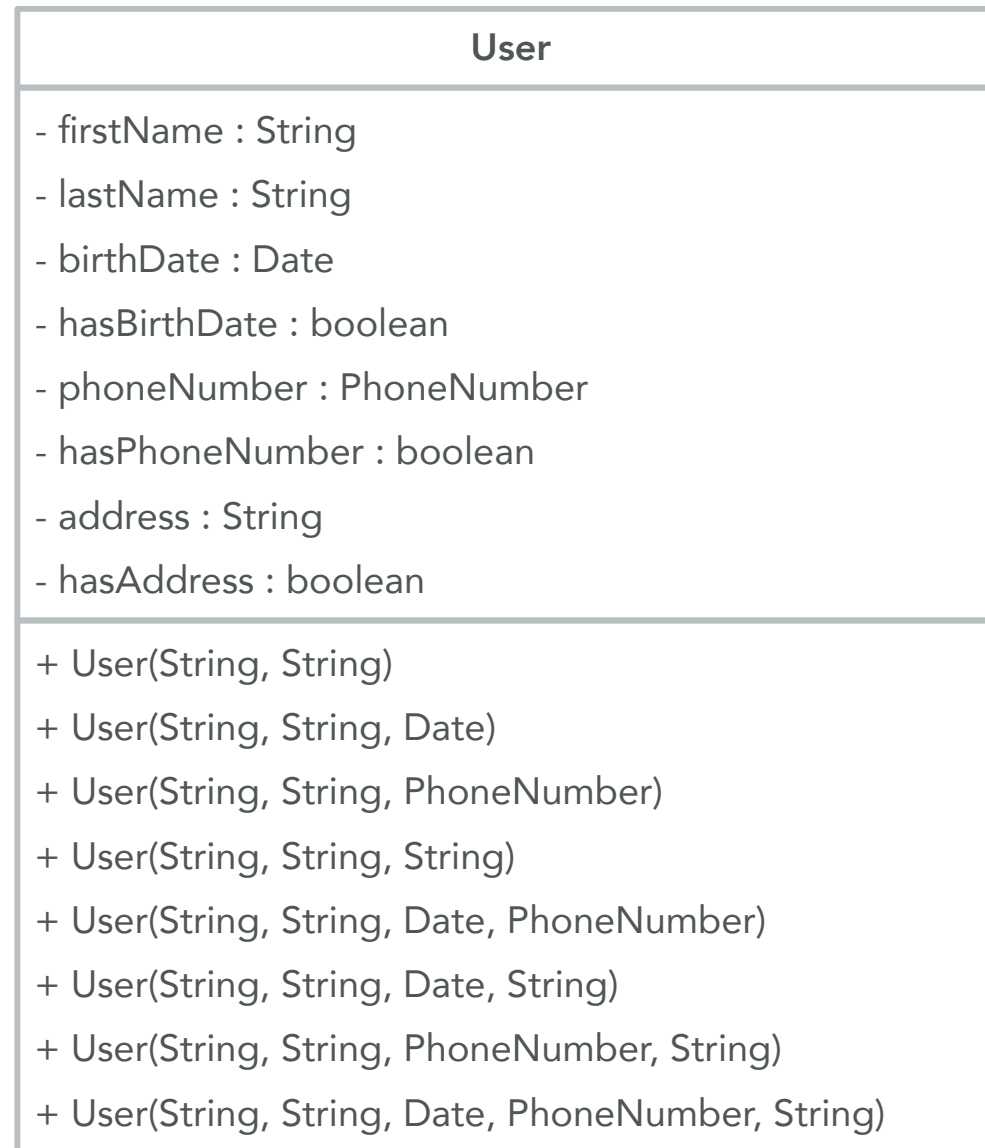 User
- firstName : String
- lastName : String
- birthDate : Date
- hasBirthDate : boolean
- phoneNumber : PhoneNumber
- hasPhoneNumber : boolean
- address : String
- hasAddress : boolean
+ User(String, String)
+ User(String, String, Date)
+ User(String, String, PhoneNumber)
+ User(String, String, String)
+ User(String, String, Date, PhoneNumber)
+ User(String, String, Date, String)
+ User(String, String, PhoneNumber, String)
+ User(String, String, Date, PhoneNumber, String)